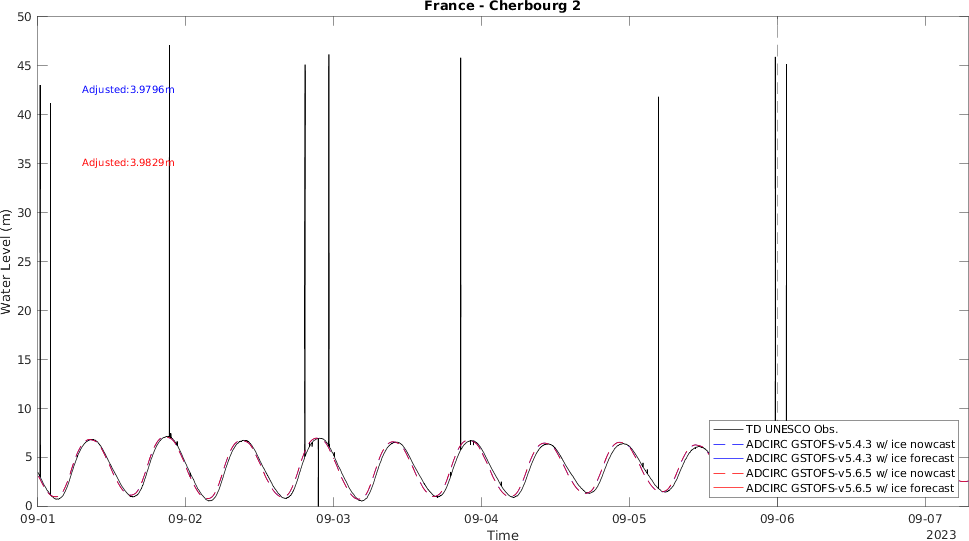 France - Cherbourg 2
50
45
40
35
30
25
20
15
10
5
0
Water Level (m)
Adjusted:3.9796m
Adjusted:3.9829m
TD UNESCO Obs.
ADCIRC GSTOFS-v5.4.3 w/ ice nowcast
ADCIRC GSTOFS-v5.4.3 w/ ice forecast
ADCIRC GSTOFS-v5.6.5 w/ ice nowcast
ADCIRC GSTOFS-v5.6.5 w/ ice forecast
09-01 09-02 09-03 09-04 09-05 09-06 09-07
Time
2023